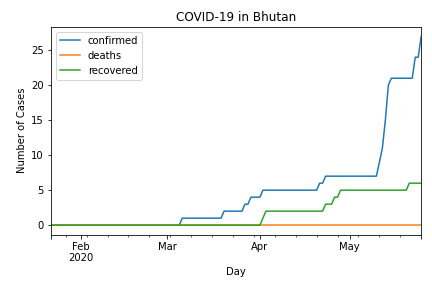 COVID-19 in Bhutan
confirmed
deaths
recovered
Number of Cases
25
20
15
10
5
0
Feb
2020
Mar
Apr
May
Day